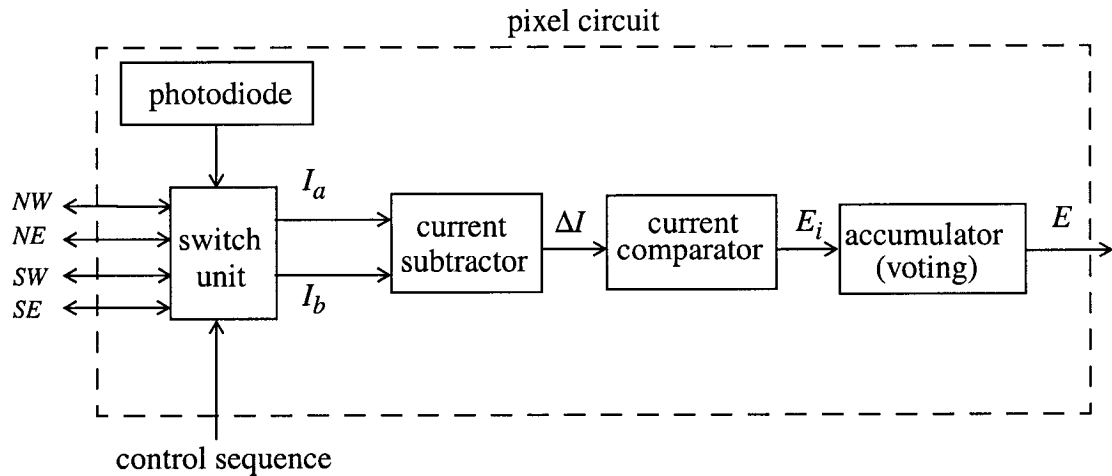 pixel circuit
photodiode
NW
NE
SW
SE
switch
unit
I_a
I_b
current
subtractor
ΔI
current
comparator
E_i
accumulator
(voting)
E
control sequence